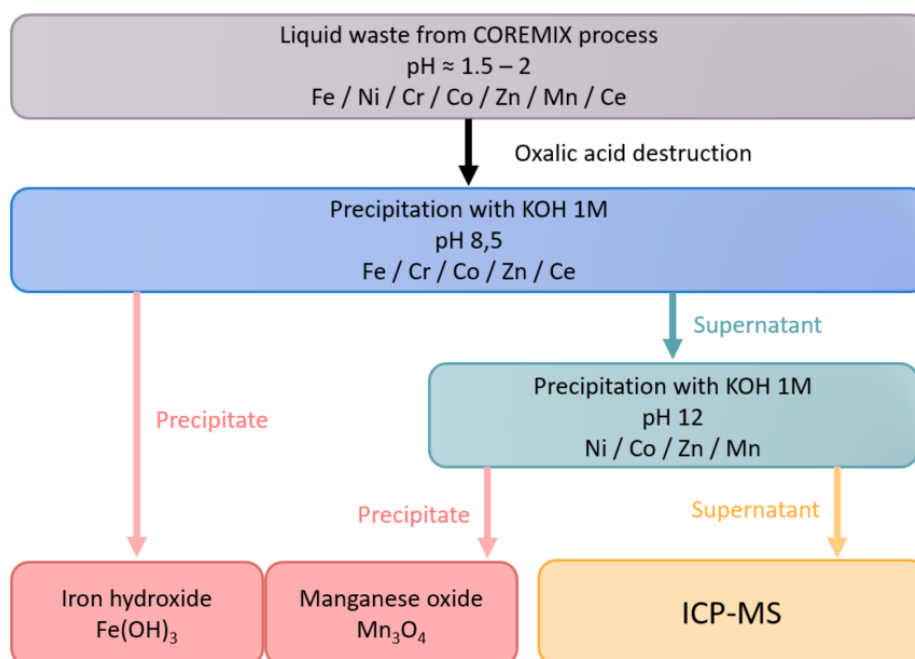 Liquid waste from COREMIX process
pH ≈ 1.5 – 2
Fe / Ni / Cr / Co / Zn / Mn / Ce
Oxalic acid destruction
Precipitation with KOH 1M
pH 8,5
Fe / Cr / Co / Zn / Ce
Supernatant
Precipitation with KOH 1M
pH 12
Ni / Co / Zn / Mn
Precipitate
Precipitate
Supernatant
Iron hydroxide
Fe(OH)₃
Manganese oxide
Mn₃O₄
ICP-MS